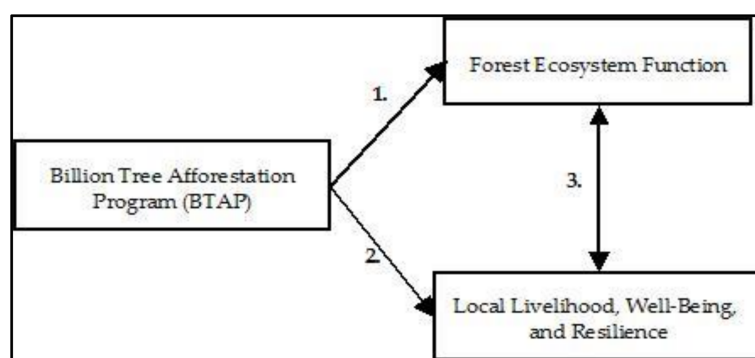 Forest Ecosystem Function
1.
Billion Tree Afforestation
Program (BTAP)
3.
2.
Local Livelihood, Well-Being,
and Resilience